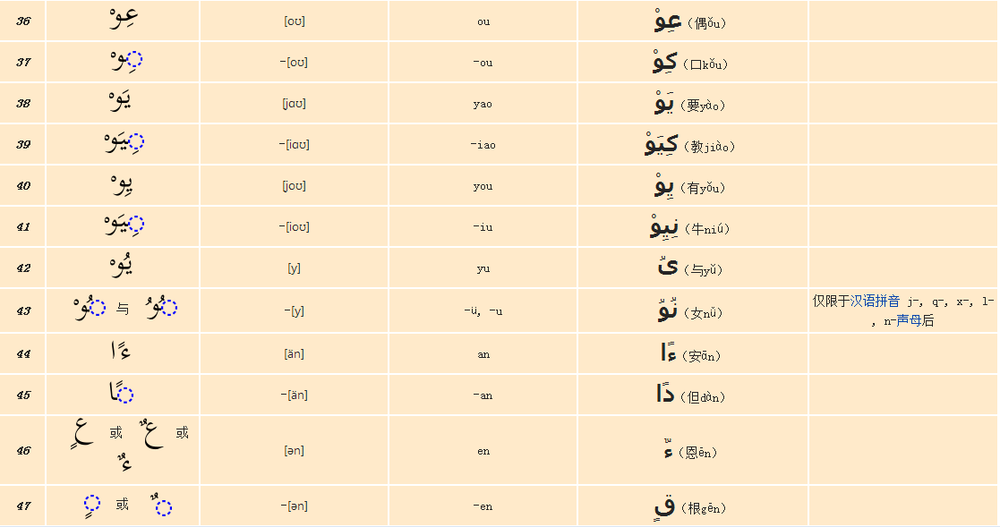 36 عِوْ [oʊ] ou عِوْ（偶ǒu）
37 ◌ِوْ –[oʊ] -ou کِوْ（口kǒu）
38 يَوْ [jɑʊ] yao يَوْ（要yào）
39 ◌ِيَوْ –[iɑʊ] -iao کِيَوْ（教jiào）
40 يِوْ [joʊ] you يِوْ（有yǒu）
41 ◌ِيَوْ –[ioʊ] -iu نِيِوْ（牛niú）
42 يُوْ [y] yu یُ（与yǔ）
43 ◌ُوْ 与 ◌ُوُ –[y] -ü, -u نُوُ（女nǚ） 仅限于汉语拼音 j-, q-, x-, l-
, n-声母后
44 ءًا [än] an ءًا（安ān）
45 ◌ًا –[än] -an دًا（但dàn）
46 عٍ 或 عٌ 或
ءٌ [ən] en ءٌ（恩ēn）
47 ◌ٍ 或 ◌ٌ –[ən] -en قٍ（根gēn）